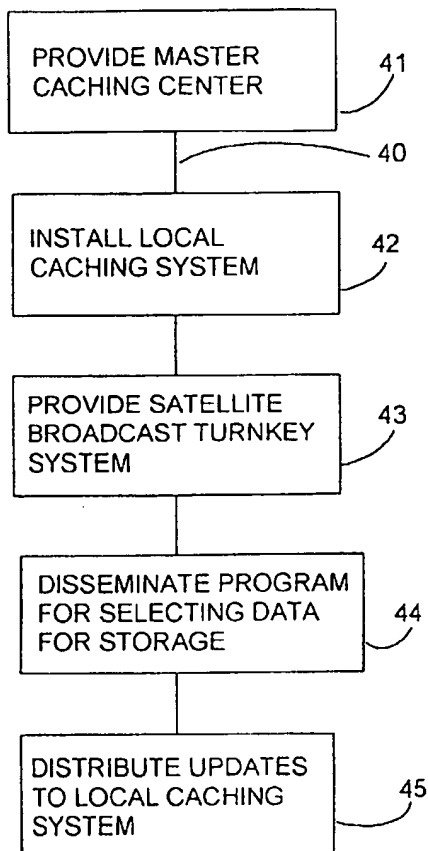 PROVIDE MASTER
CACHING CENTER
41
40
INSTALL LOCAL
CACHING SYSTEM
42
PROVIDE SATELLITE
BROADCAST TURNKEY
SYSTEM
43
DISSEMINATE PROGRAM
FOR SELECTING DATA
FOR STORAGE
44
DISTRIBUTE UPDATES
TO LOCAL CACHING
SYSTEM
45